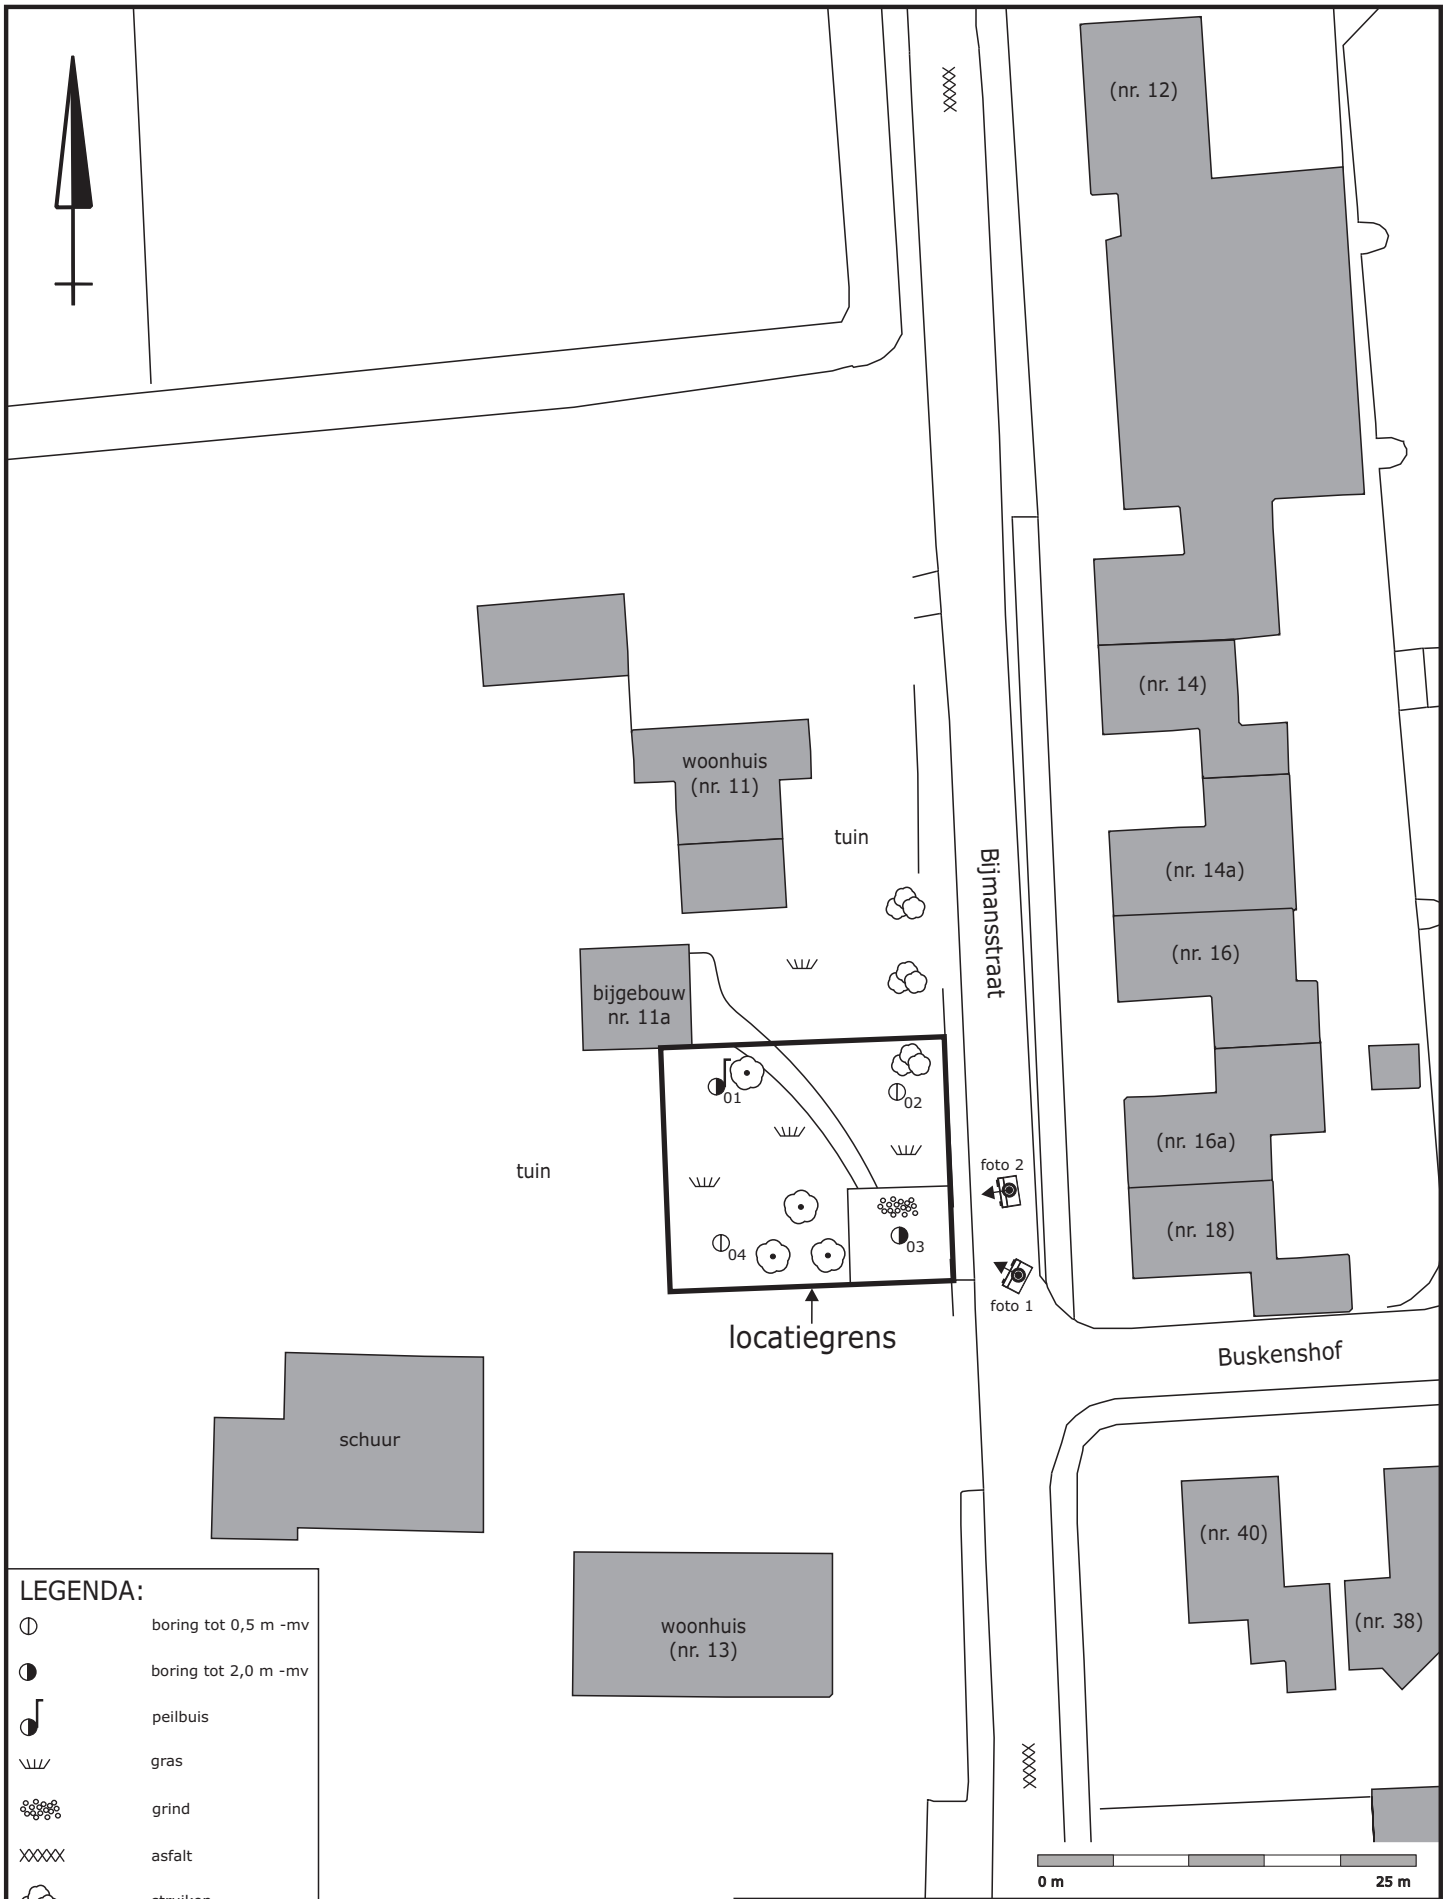 (nr. 12)
(nr. 14)
woonhuis
(nr. 11)
tuin
Bijmansstraat
(nr. 14a)
(nr. 16)
bijgebouw
nr. 11a
01
02
tuin
foto 2
(nr. 16a)
(nr. 18)
04
03
foto 1
locatiegrens
Buskenshof
schuur
(nr. 40)
(nr. 38)
woonhuis
(nr. 13)
LEGENDA:
boring tot 0,5 m -mv
boring tot 2,0 m -mv
peilbuis
gras
grind
asfalt
0 m
25 m